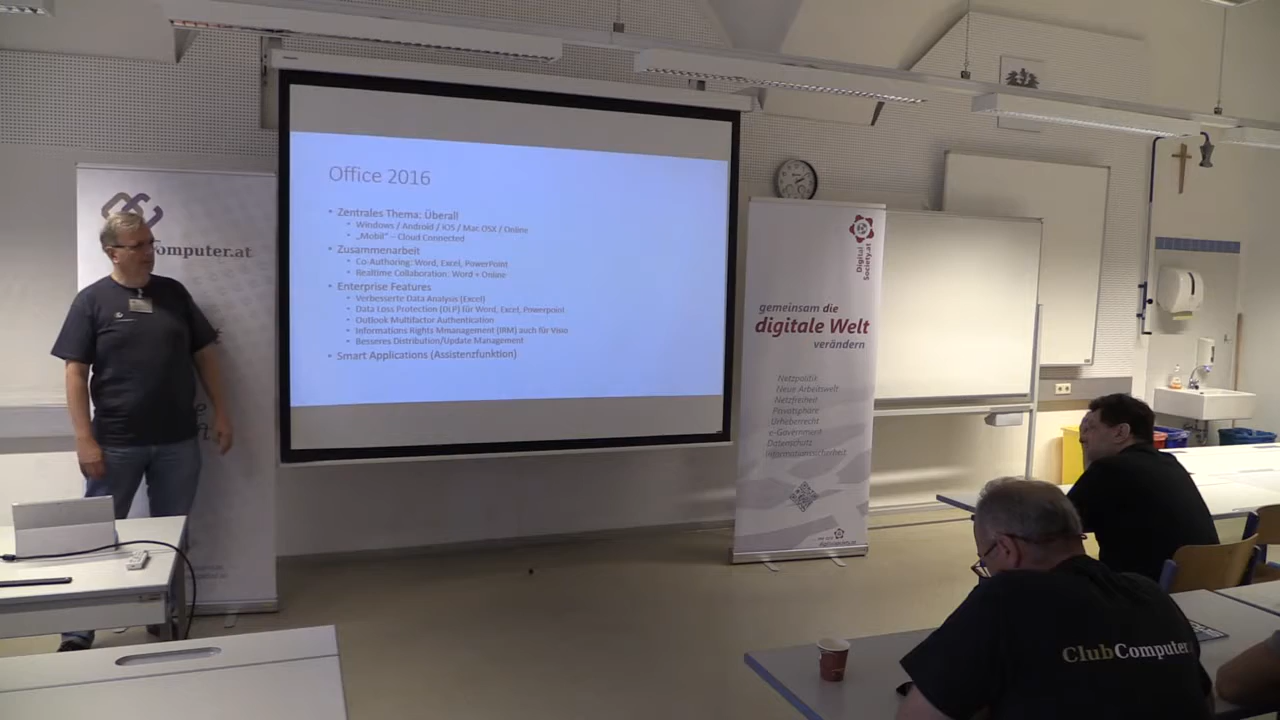 Office 2016
• Zentrales Thema: Überall
• Windows / Android / iOS / Mac OSX / Online
• „Mobil“ – Cloud Connected
• Zusammenarbeit
• Co-Authoring: Word, Excel, PowerPoint
• Realtime Collaboration: Word + Online
• Enterprise Features
• Verbesserte Data Analysis (Excel)
• Data Loss Protection (DLP) für Word, Excel, Powerpoint
• Outlook Multifactor Authentication
• Informations Rights Mmanagement (IRM) auch für Visio
• Besseres Distribution/Update Management
• Smart Applications (Assistenzfunktion)
Computer.at
Digital
Society.at
gemeinsam die
digitale Welt
verändern
Netzpolitik
Neue Arbeitswelt
Netzfreiheit
Privatsphäre
Urheberrecht
e-Government
Datenschutz
Informationssicherheit
ClubComputer